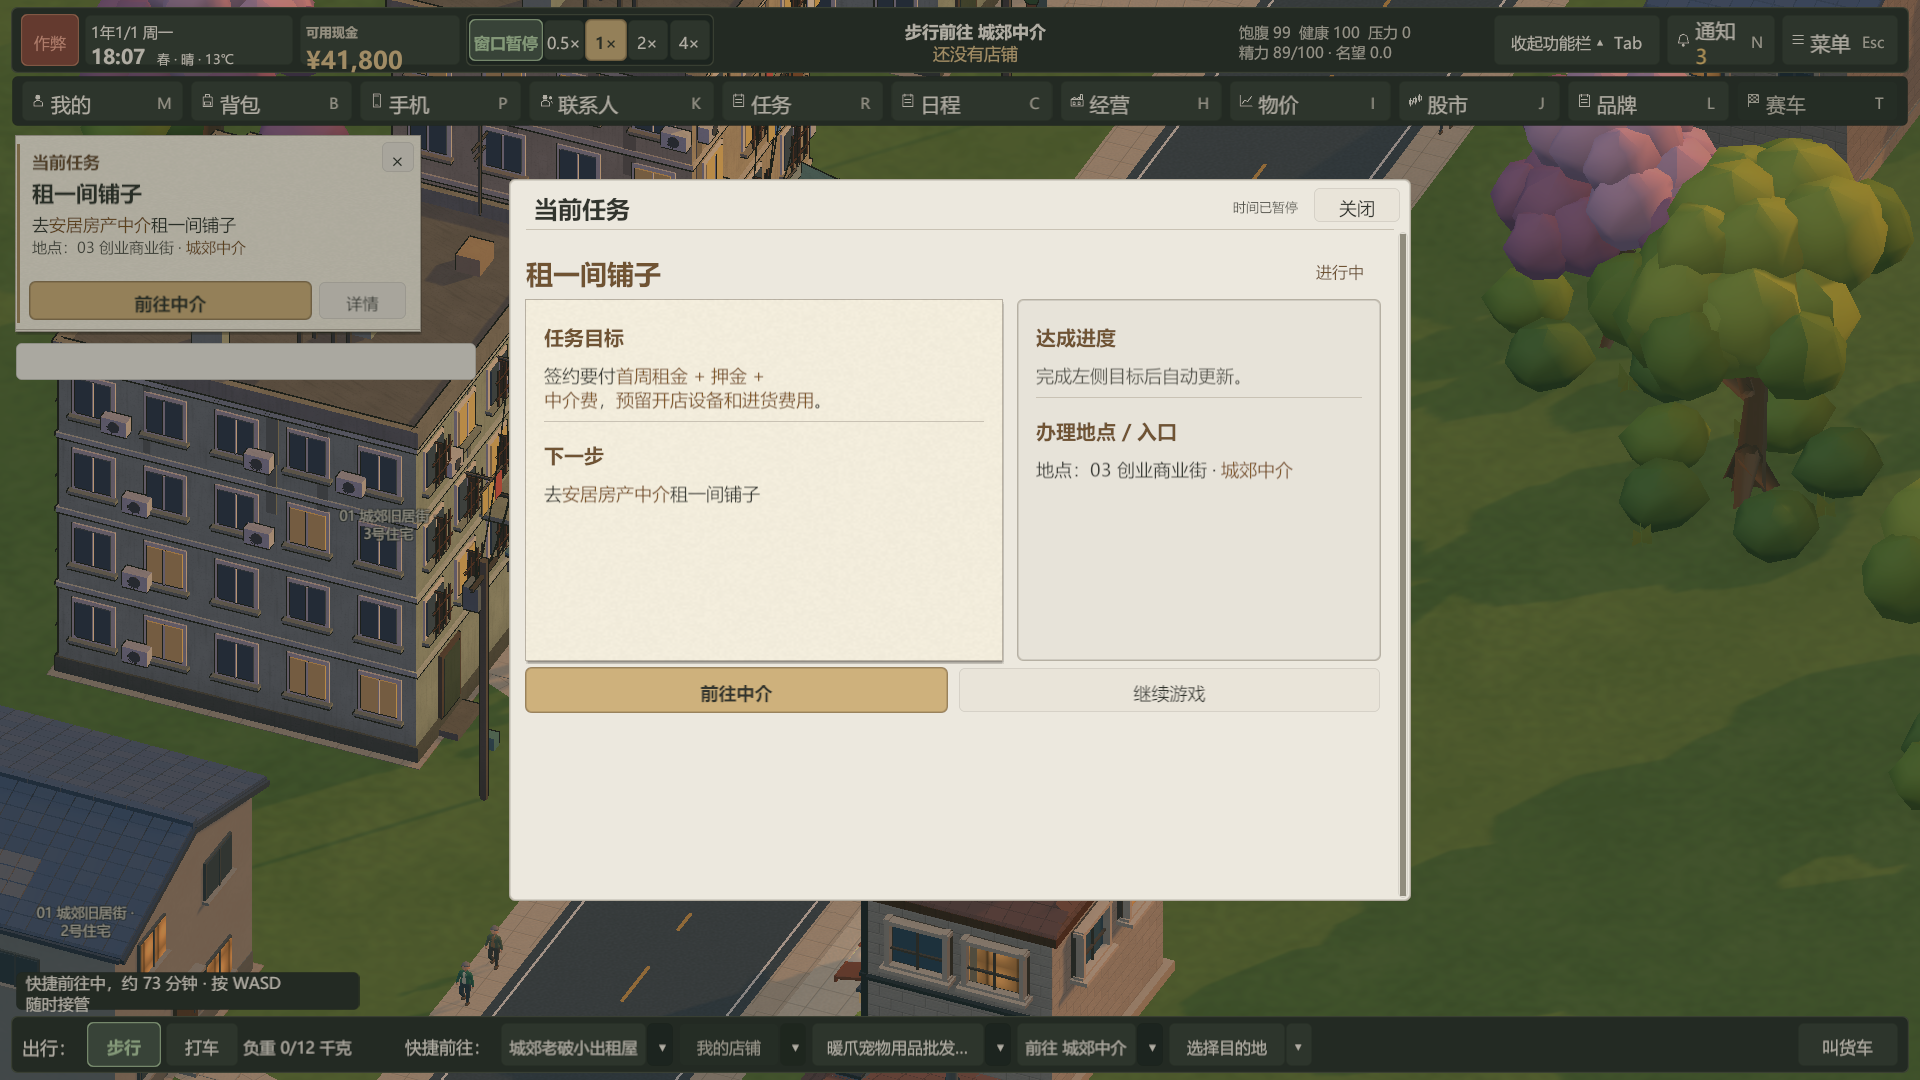 作弊
1年1/1 周一
18:07 春 · 晴 · 13℃
可用现金
¥41,800
窗口暂停 0.5× 1× 2× 4×
步行前往 城郊中介
还没有店铺
饱腹 99 健康 100 压力 0
精力 89/100 · 名望 0.0
收起功能栏 ▴ Tab
通知 N
3
菜单 Esc
我的 M
背包 B
手机 P
联系人 K
任务 R
日程 C
经营 H
物价 I
股市 J
品牌 L
赛车 T
当前任务
×
租一间铺子
去安居房产中介租一间铺子
地点：03 创业商业街 · 城郊中介
前往中介 详情
当前任务
时间已暂停 关闭
租一间铺子
进行中
任务目标
签约要付首周租金 + 押金 +
中介费，预留开店设备和进货费用。
下一步
去安居房产中介租一间铺子
达成进度
完成左侧目标后自动更新。
办理地点 / 入口
地点：03 创业商业街 · 城郊中介
前往中介 继续游戏
01 城郊旧居街 ·
3号住宅
01 城郊旧居街 ·
2号住宅
快捷前往中，约 73 分钟 · 按 WASD
随时接管
出行： 步行 打车 负重 0/12 千克 快捷前往： 城郊老破小出租屋 ▾ 我的店铺 ▾ 暖爪宠物用品批发... ▾ 前往 城郊中介 ▾ 选择目的地 ▾ 叫货车